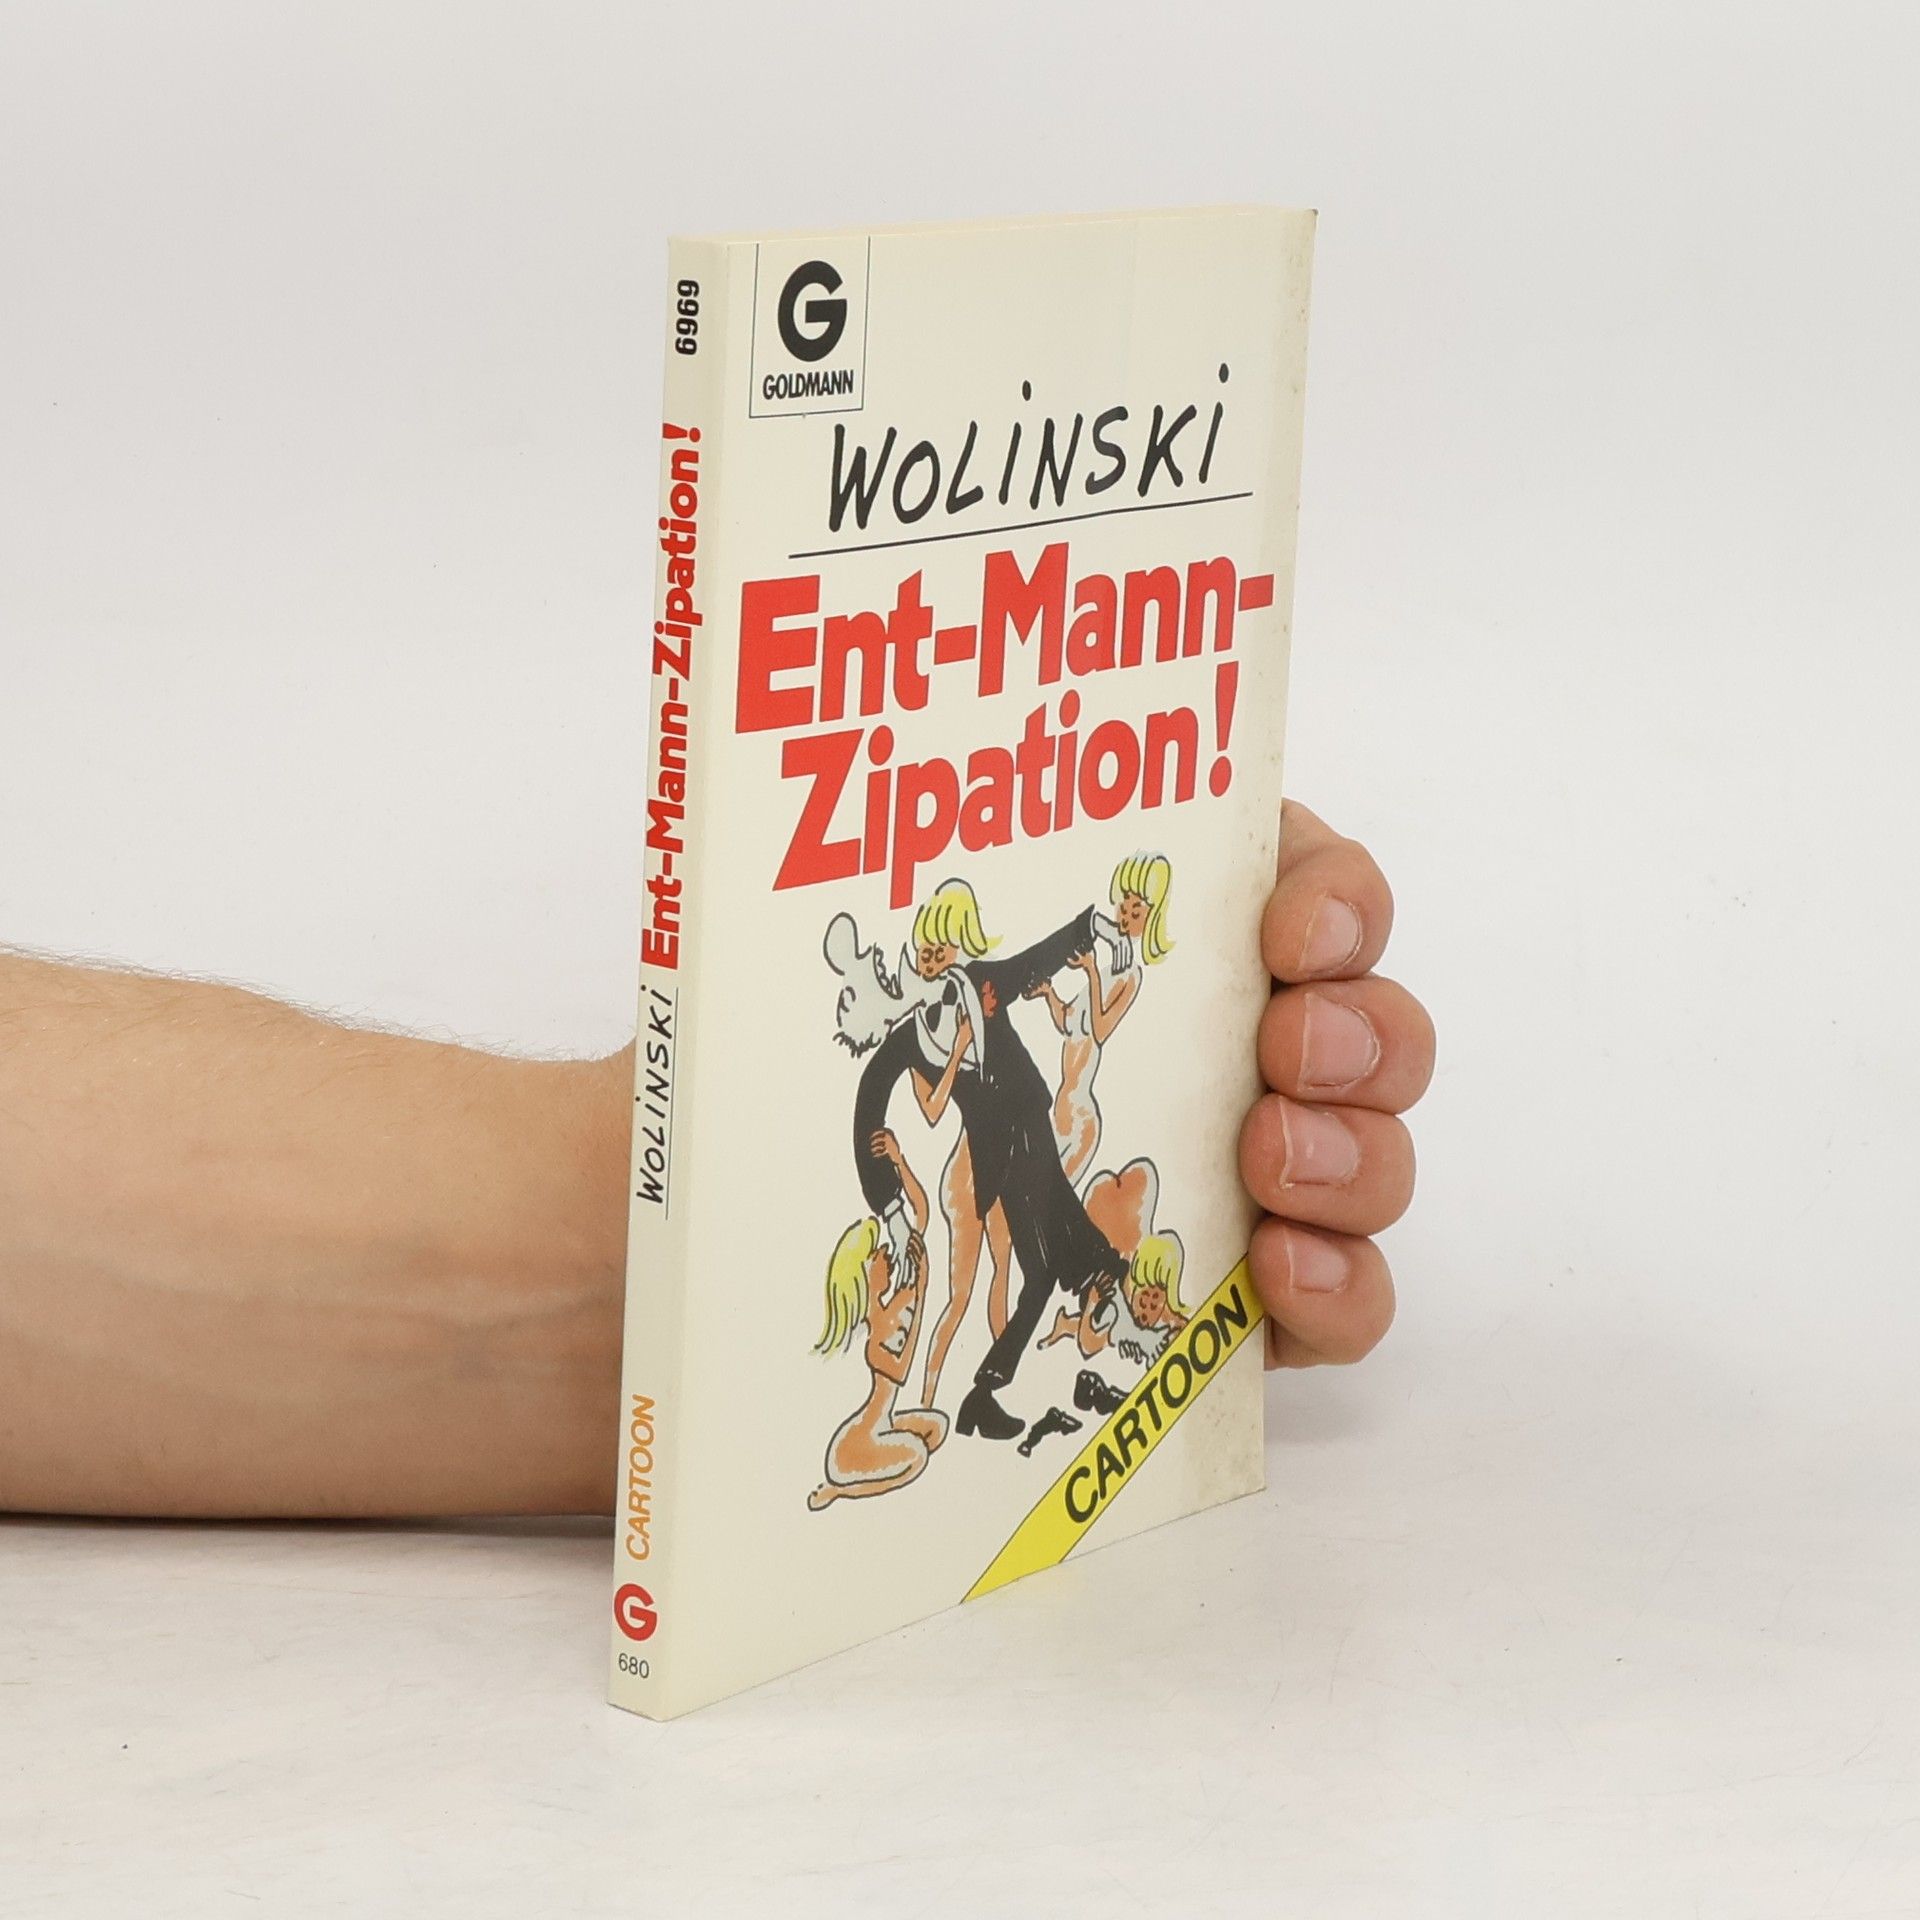 6969
Ent-Mann-Zipation!
WOLiNSKi
CARTOON
G
680
G
GOLDMANN
WOLiNSKi
Ent-Mann-
Zipation!
CARTOON